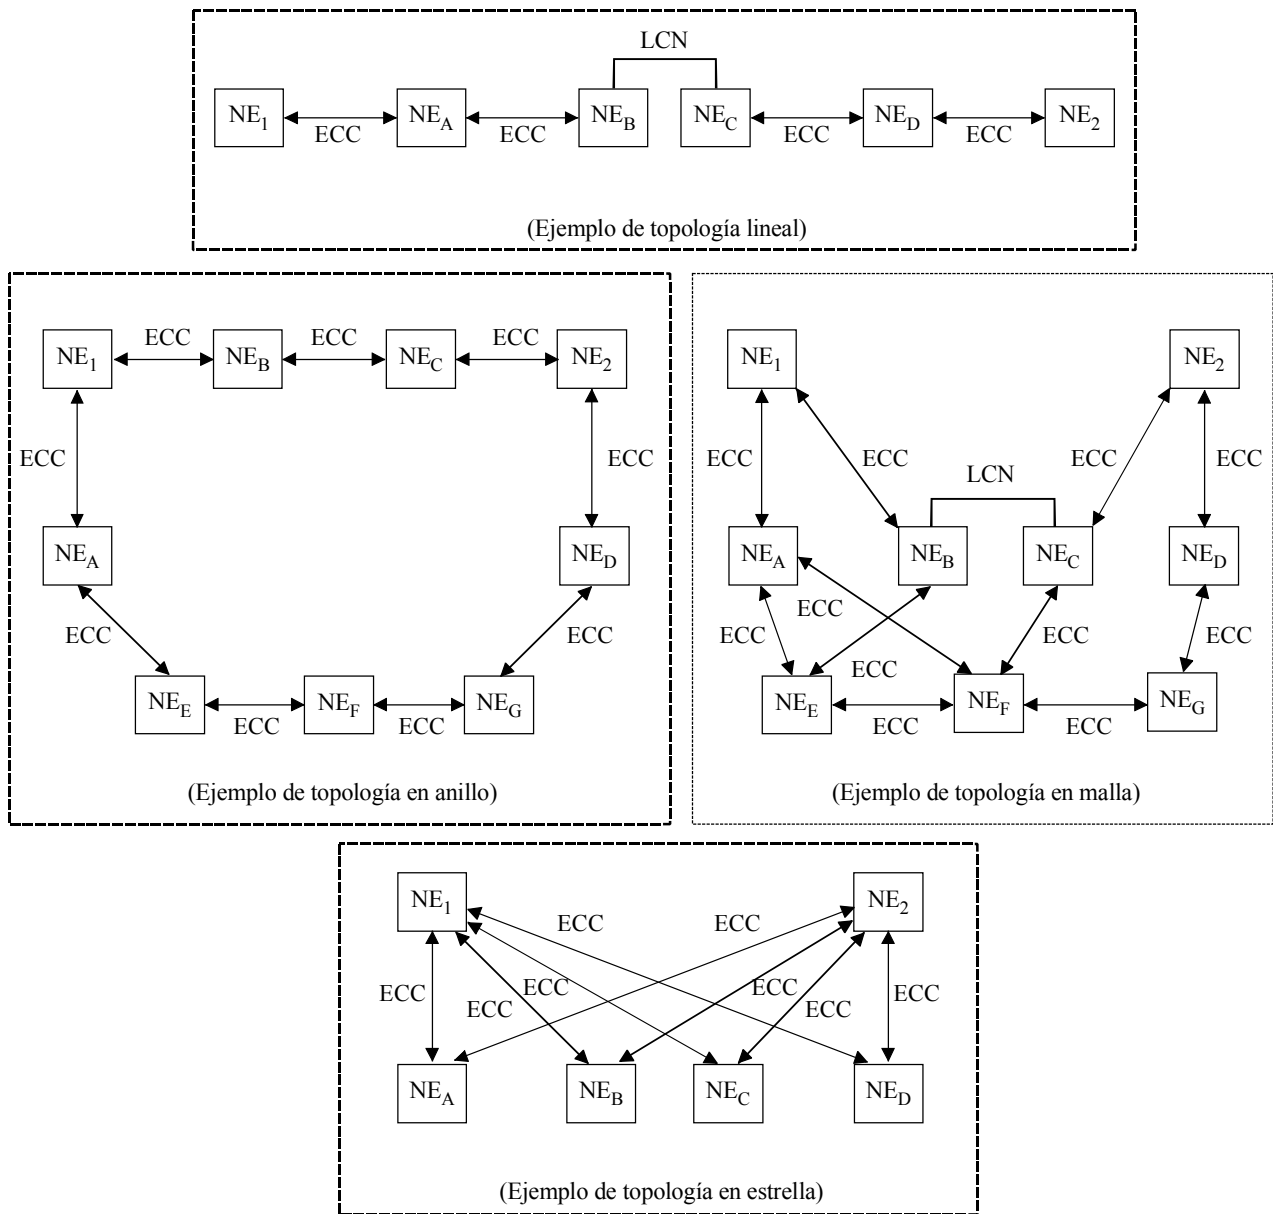 LCN
NE1 NEA NEB NEC NED NE2
ECC ECC ECC ECC
(Ejemplo de topología lineal)
ECC ECC ECC
NE1 NEB NEC NE2
ECC ECC
NEA NED
ECC ECC
NEE NEF NEG
ECC ECC
(Ejemplo de topología en anillo)
NE1 NE2
ECC ECC ECC ECC
LCN
NEA NEB NEC NED
ECC
ECC ECC ECC
ECC
NEE NEF NEG
ECC ECC
(Ejemplo de topología en malla)
NE1 NE2
ECC ECC
ECC ECC ECC ECC
ECC ECC
NEA NEB NEC NED
(Ejemplo de topología en estrella)